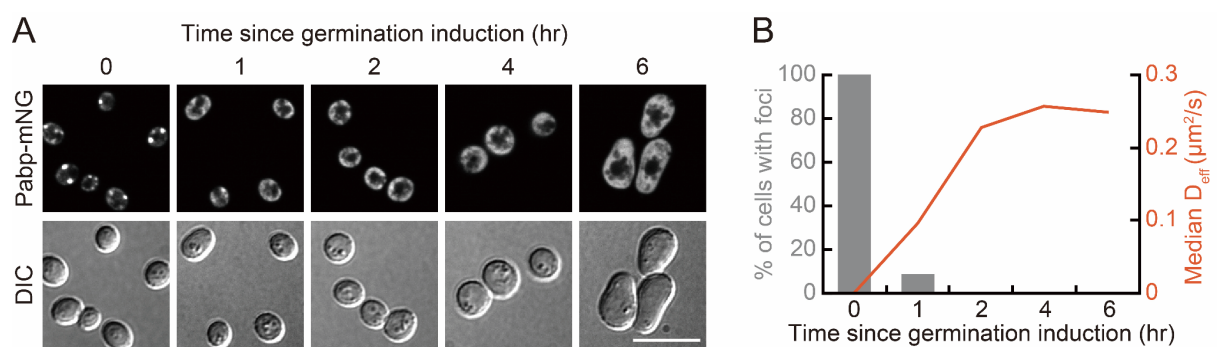 A
Time since germination induction (hr)
0 1 2 4 6
Pabp-mNG
DIC
B
% of cells with foci
100
80
60
40
20
0
0.3
0.2
0.1
0
Median D_eff (µm²/s)
0 1 2 4 6
Time since germination induction (hr)